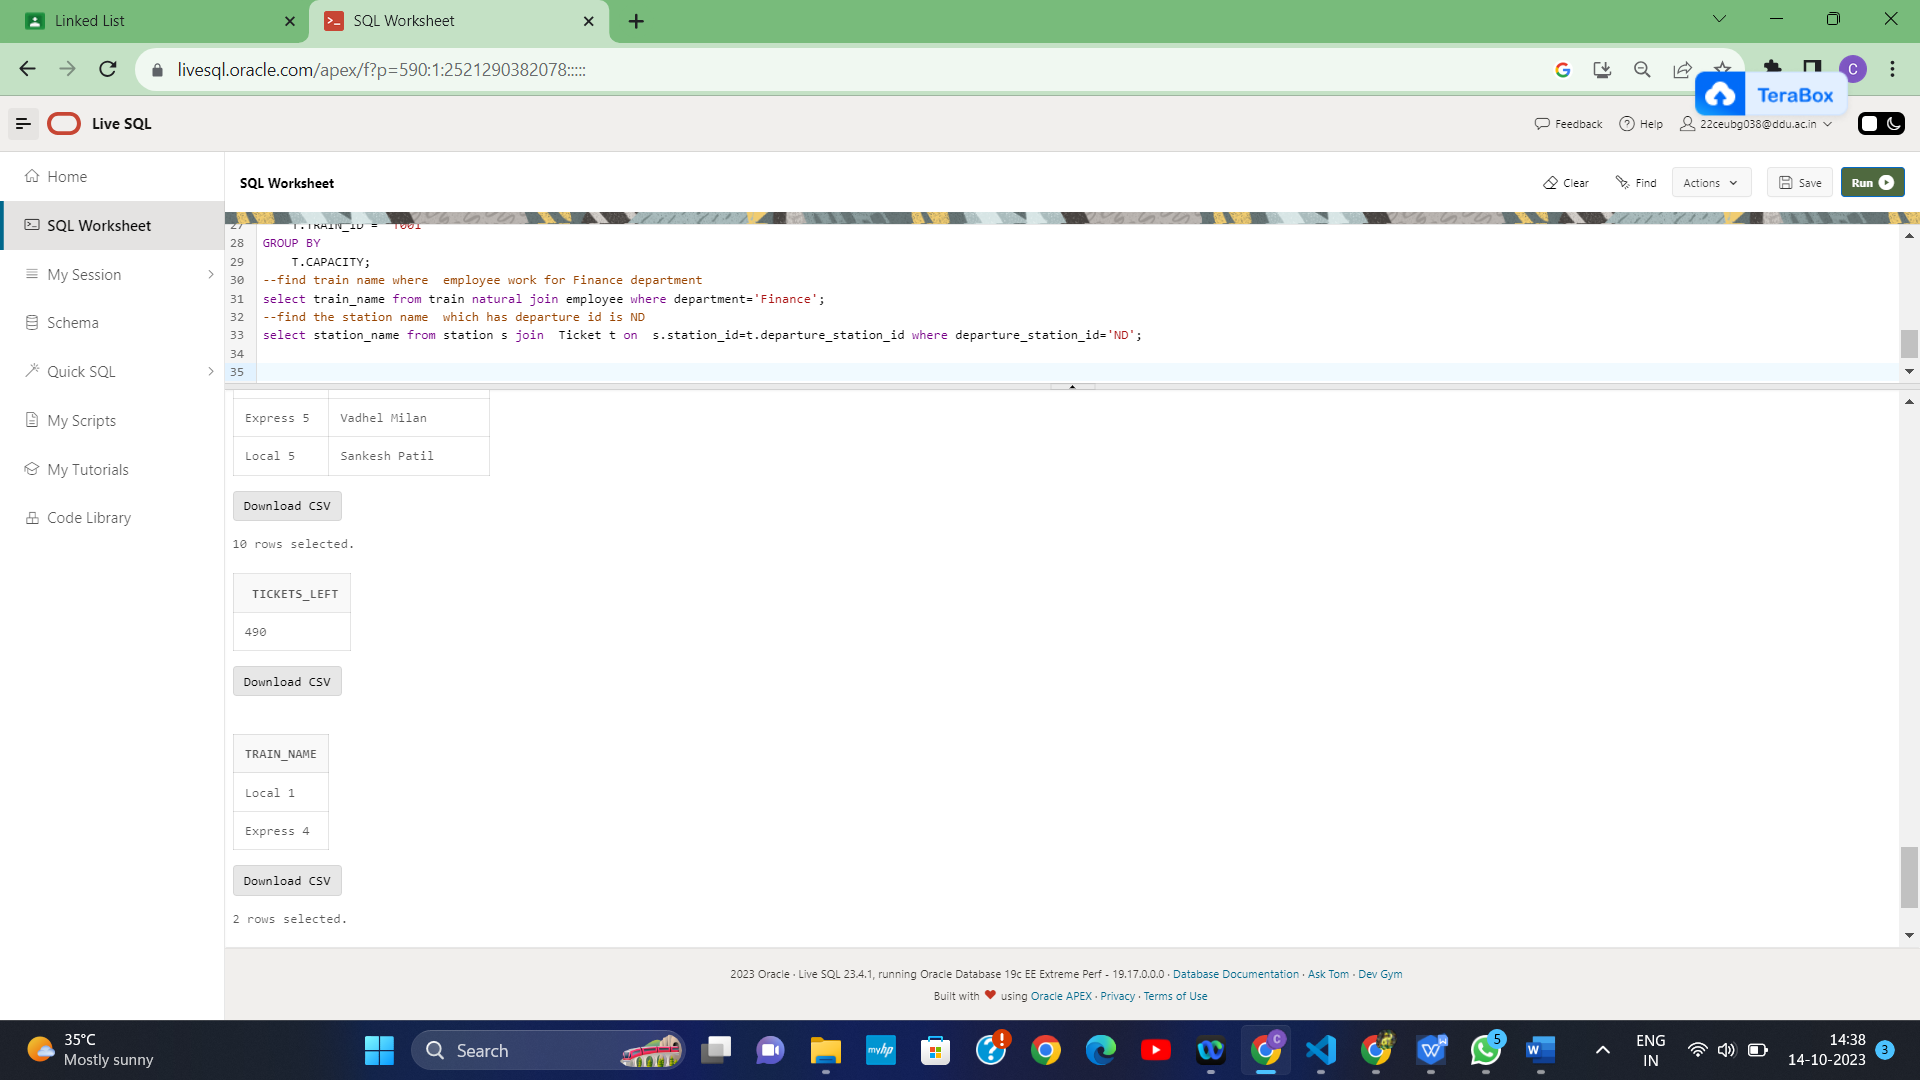 Linked List
SQL Worksheet
livesql.oracle.com/apex/f?p=590:1:2521290382078:::::
C
TeraBox
Live SQL
Feedback
Help
22ceubg038@ddu.ac.in
Home
SQL Worksheet
My Session
Schema
Quick SQL
My Scripts
My Tutorials
Code Library
SQL Worksheet
Clear
Find
Actions
Save
Run
27 T.TRAIN_ID = 'T001'
28 GROUP BY
29 T.CAPACITY;
30 --find train name where  employee work for Finance department
31 select train_name from train natural join employee where department='Finance';
32 --find the station name  which has departure id is ND
33 select station_name from station s join  Ticket t on  s.station_id=t.departure_station_id where departure_station_id='ND';
34
35
Express 5 Vadhel Milan
Local 5 Sankesh Patil
Download CSV
10 rows selected.
TICKETS_LEFT
490
Download CSV
TRAIN_NAME
Local 1
Express 4
Download CSV
2 rows selected.
2023 Oracle · Live SQL 23.4.1, running Oracle Database 19c EE Extreme Perf - 19.17.0.0.0 · Database Documentation · Ask Tom · Dev Gym
Built with ❤ using Oracle APEX · Privacy · Terms of Use
35°C
Mostly sunny
Search
myhp
C
5
ENG
IN
14:38
14-10-2023
3